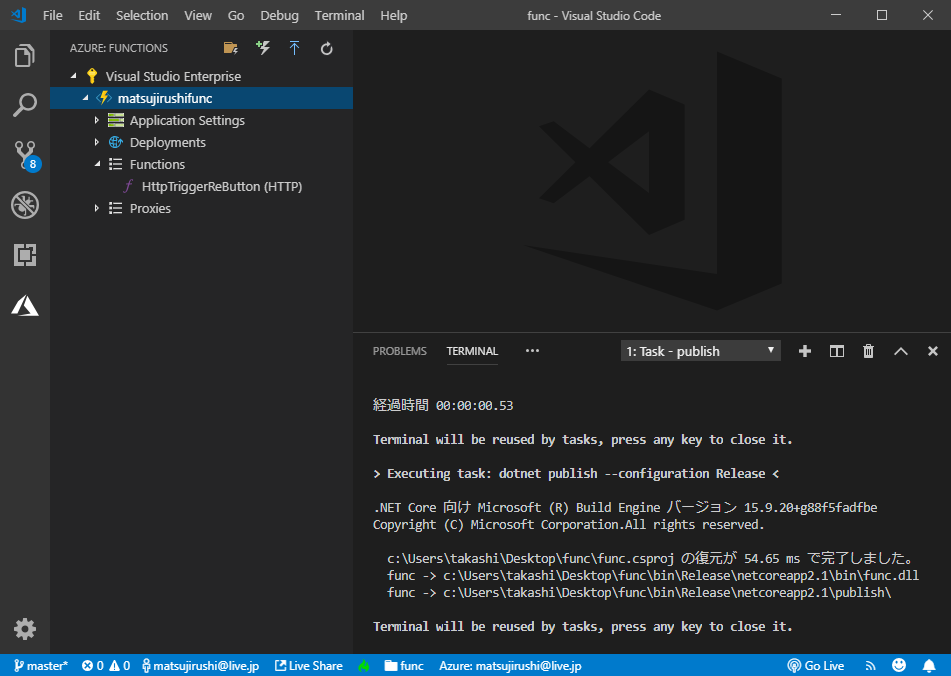 File Edit Selection View Go Debug Terminal Help func - Visual Studio Code
AZURE: FUNCTIONS
Visual Studio Enterprise
matsujirushifunc
Application Settings
Deployments
8
Functions
f HttpTriggerReButton (HTTP)
Proxies
PROBLEMS TERMINAL ··· 1: Task - publish
経過時間 00:00:00.53
Terminal will be reused by tasks, press any key to close it.
> Executing task: dotnet publish --configuration Release <
.NET Core 向け Microsoft (R) Build Engine バージョン 15.9.20+g88f5fadfbe
Copyright (C) Microsoft Corporation.All rights reserved.
c:\Users\takashi\Desktop\func\func.csproj の復元が 54.65 ms で完了しました。
func -> c:\Users\takashi\Desktop\func\bin\Release\netcoreapp2.1\bin\func.dll
func -> c:\Users\takashi\Desktop\func\bin\Release\netcoreapp2.1\publish\
Terminal will be reused by tasks, press any key to close it.
master* 0 0 matsujirushi@live.jp Live Share func Azure: matsujirushi@live.jp Go Live